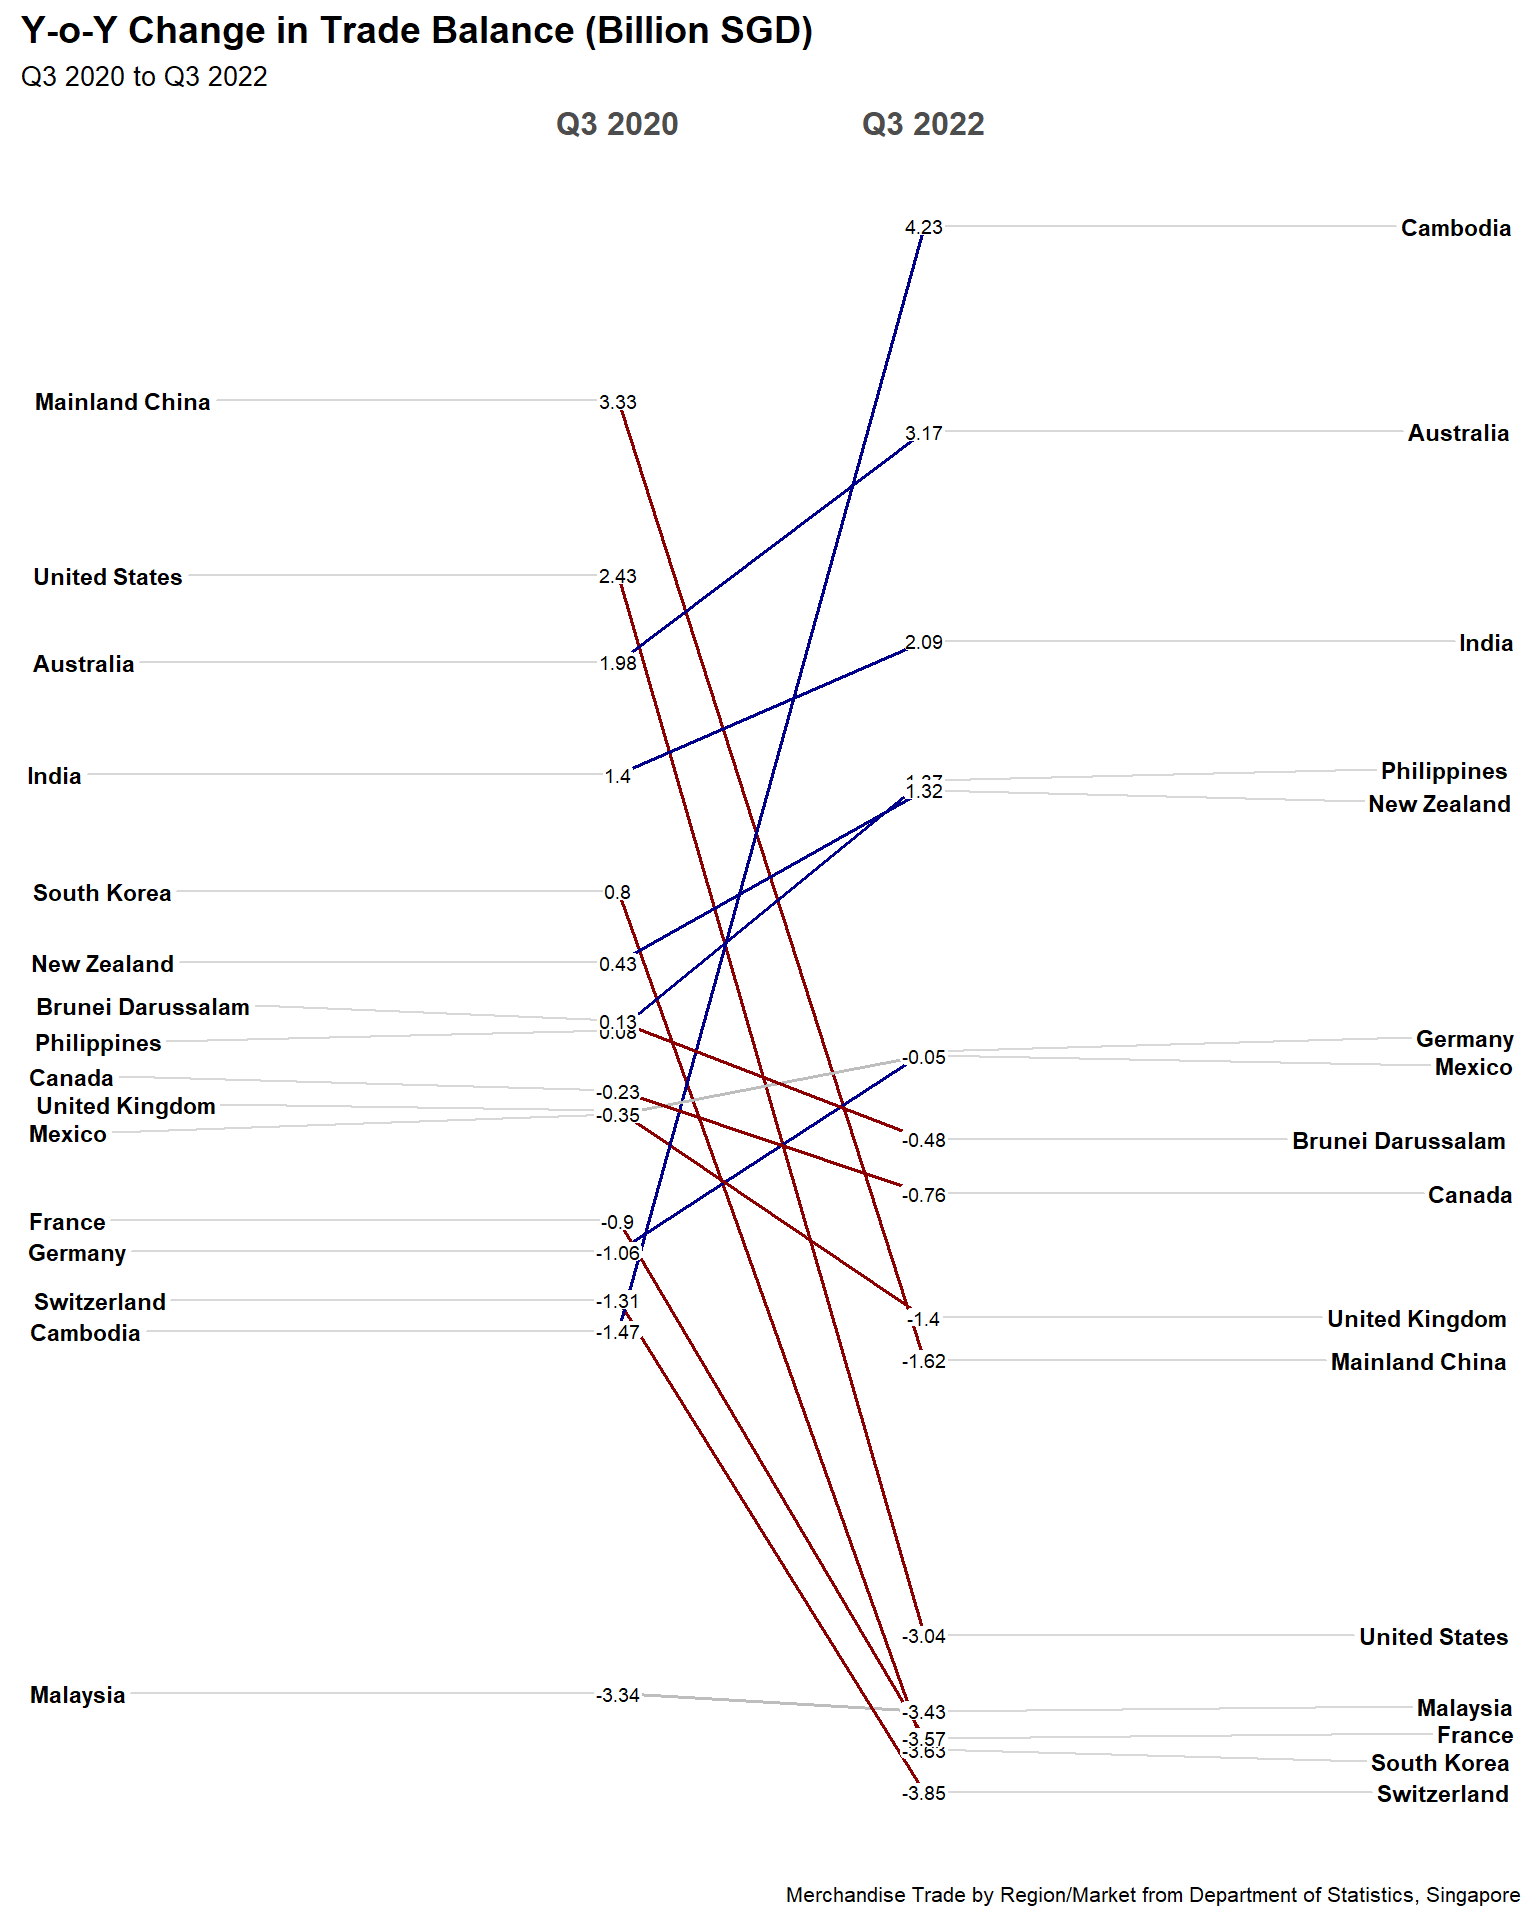 Y-o-Y Change in Trade Balance (Billion SGD)
Q3 2020 to Q3 2022
Q3 2020 Q3 2022
4.23 Cambodia
Mainland China 3.33
3.17 Australia
United States 2.43
2.09 India
Australia 1.98
India 1.4
1.37 Philippines
1.32 New Zealand
South Korea 0.8
New Zealand 0.43
Brunei Darussalam 0.13
Philippines 0.08
Germany
-0.05
Mexico
Canada -0.23
United Kingdom
Mexico -0.35
-0.48 Brunei Darussalam
-0.76 Canada
France -0.9
Germany -1.06
Switzerland -1.31
-1.4 United Kingdom
Cambodia -1.47
-1.62 Mainland China
-3.04 United States
Malaysia -3.34
-3.43 Malaysia
-3.57 France
-3.63 South Korea
-3.85 Switzerland
Merchandise Trade by Region/Market from Department of Statistics, Singapore